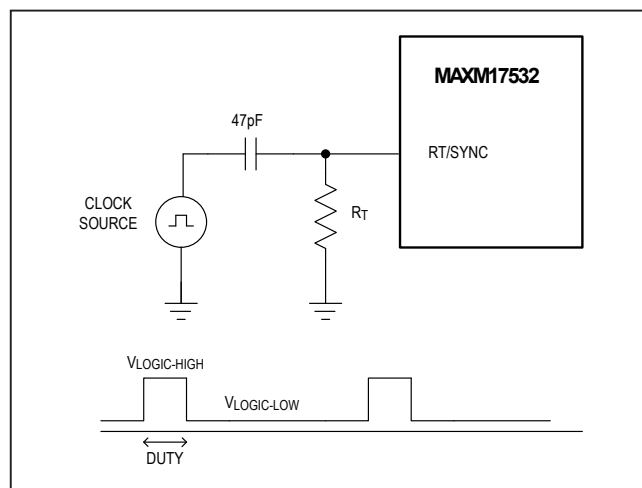 MAXM17532
47pF
RT/SYNC
CLOCK
SOURCE
RT
VLOGIC-HIGH
VLOGIC-LOW
DUTY